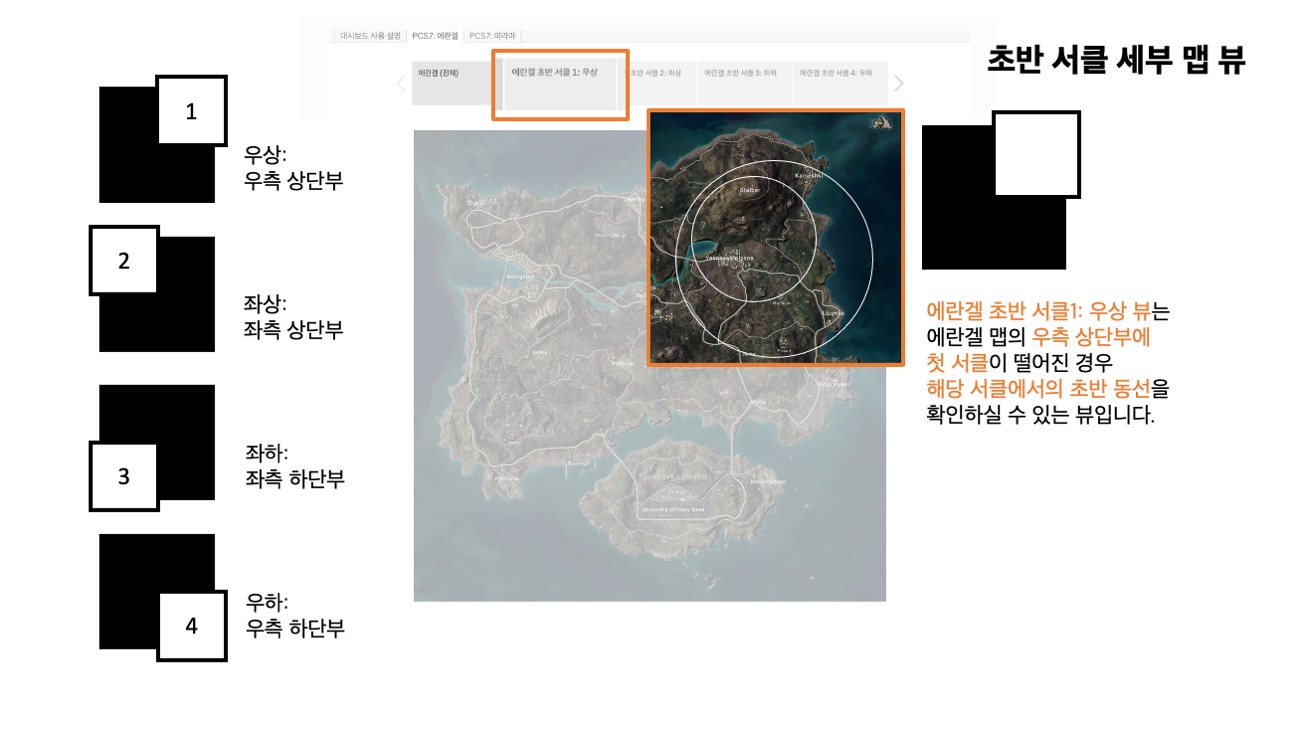 대시보드 사용 설명 PCS7: 에란겔 PCS7: 미라마
초반 서클 세부 맵 뷰
에란겔 (전체) 에란겔 초반 서클 1: 우상 초반 서클 2: 좌상 에란겔 초반 서클 3: 좌하 에란겔 초반 서클 4: 우하
1
우상:
우측 상단부
2
좌상:
좌측 상단부
3
좌하:
좌측 하단부
4
우하:
우측 하단부
Kameshki
Stalber
Yasnaya Polyana
Mansion
Lipovka
Zharki
Georgopol
Gatka
Mylta Power
Mylta
Primorsk
Novorepnoye
Sosnovka Military Base
에란겔 초반 서클1: 우상 뷰는
에란겔 맵의 우측 상단부에
첫 서클이 떨어진 경우
해당 서클에서의 초반 동선을
확인하실 수 있는 뷰입니다.